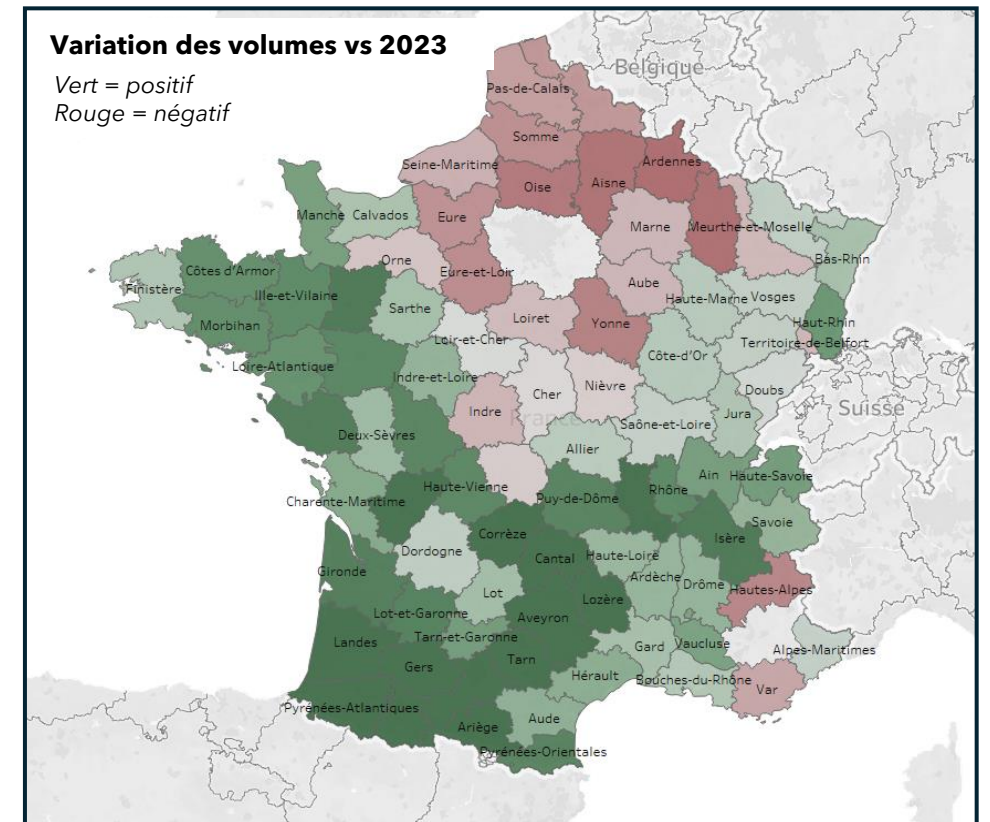 Variation des volumes vs 2023
Vert = positif
Rouge = négatif
Belgique
Pas-de-Calais
Somme
Ardennes
Seine-Maritime
Aisne
Oise
Manche
Calvados
Eure
Marne
Meurthe-et-Moselle
Bas-Rhin
Orne
Eure-et-Loir
Côtes d'Armor
Ille-et-Vilaine
Finistère
Aube
Haute-Marne
Vosges
Sarthe
Loiret
Yonne
Haut-Rhin
Morbihan
Loir-et-Cher
Territoire-de-Belfort
Côte-d'Or
Loire-Atlantique
Indre-et-Loire
Cher
Nièvre
Doubs
Suisse
Indre
France
Jura
Saône-et-Loire
Deux-Sèvres
Allier
Ain
Haute-Savoie
Haute-Vienne
Rhône
Charente-Maritime
Puy-de-Dôme
Savoie
Corrèze
Isère
Dordogne
Cantal
Haute-Loire
Gironde
Ardèche
Drôme
Hautes-Alpes
Lot
Lozère
Lot-et-Garonne
Aveyron
Landes
Tarn-et-Garonne
Gard
Vaucluse
Alpes-Maritimes
Gers
Tarn
Hérault
Bouches-du-Rhône
Var
Pyrénées-Atlantiques
Ariège
Aude
Pyrénées-Orientales